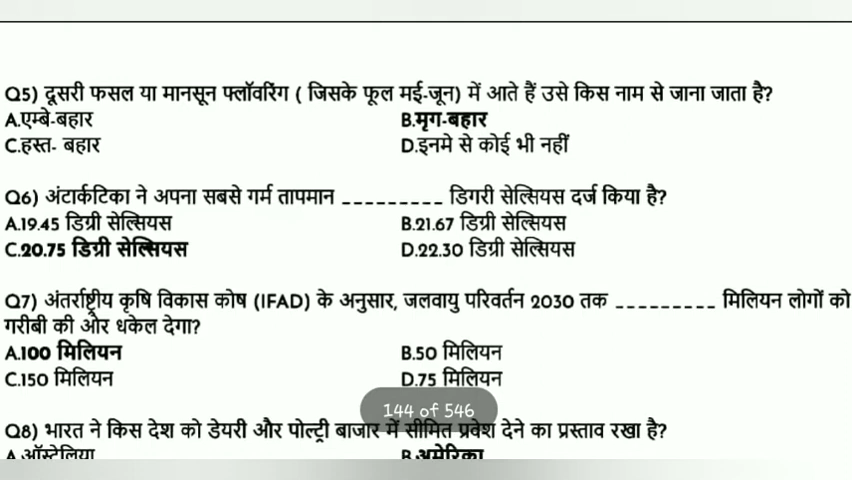 Q5) दूसरी फसल या मानसून फ्लॉवरिंग ( जिसके फूल मई-जून) में आते हैं उसे किस नाम से जाना जाता है?
A.एम्बे-बहार B.मृग-बहार
C.हस्त- बहार D.इनमे से कोई भी नहीं
Q6) अंटार्कटिका ने अपना सबसे गर्म तापमान _________ डिगरी सेल्सियस दर्ज किया है?
A.19.45 डिग्री सेल्सियस B.21.67 डिग्री सेल्सियस
C.20.75 डिग्री सेल्सियस D.22.30 डिग्री सेल्सियस
Q7) अंतर्राष्ट्रीय कृषि विकास कोष (IFAD) के अनुसार, जलवायु परिवर्तन 2030 तक _________ मिलियन लोगों को
गरीबी की ओर धकेल देगा?
A.100 मिलियन B.50 मिलियन
C.150 मिलियन D.75 मिलियन
144 of 546
Q8) भारत ने किस देश को डेयरी और पोल्ट्री बाजार में सीमित प्रवेश देने का प्रस्ताव रखा है?
A.ऑस्टेलिया B.अमेरिका